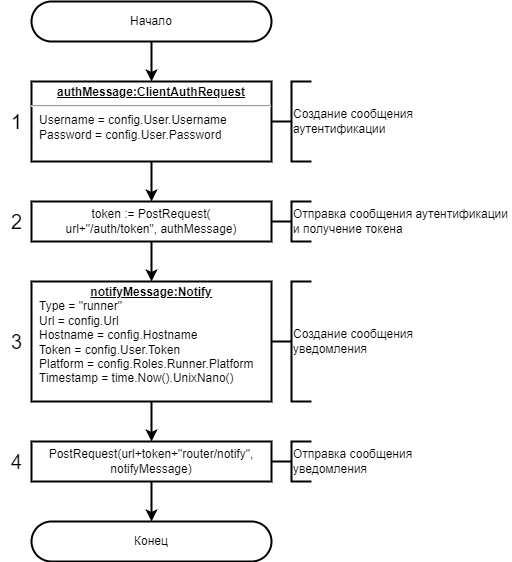 Начало
1
authMessage:ClientAuthRequest
Username = config.User.Username
Password = config.User.Password
Создание сообщения
аутентификации
2
token := PostRequest(
url+"/auth/token", authMessage)
Отправка сообщения аутентификации
и получение токена
3
notifyMessage:Notify
Type = "runner"
Url = config.Url
Hostname = config.Hostname
Token = config.User.Token
Platform = config.Roles.Runner.Platform
Timestamp = time.Now().UnixNano()
Создание сообщения
уведомления
4
PostRequest(url+token+"router/notify",
notifyMessage)
Отправка сообщения
уведомления
Конец